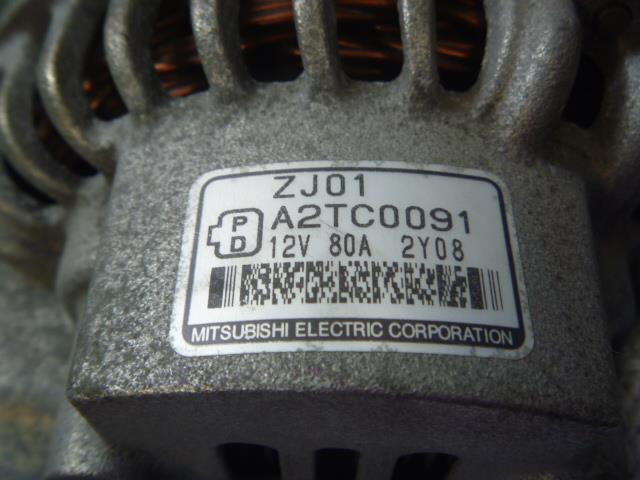 ZJ01
P
D
A2TC0091
12V 80A 2Y08
MITSUBISHI ELECTRIC CORPORATION